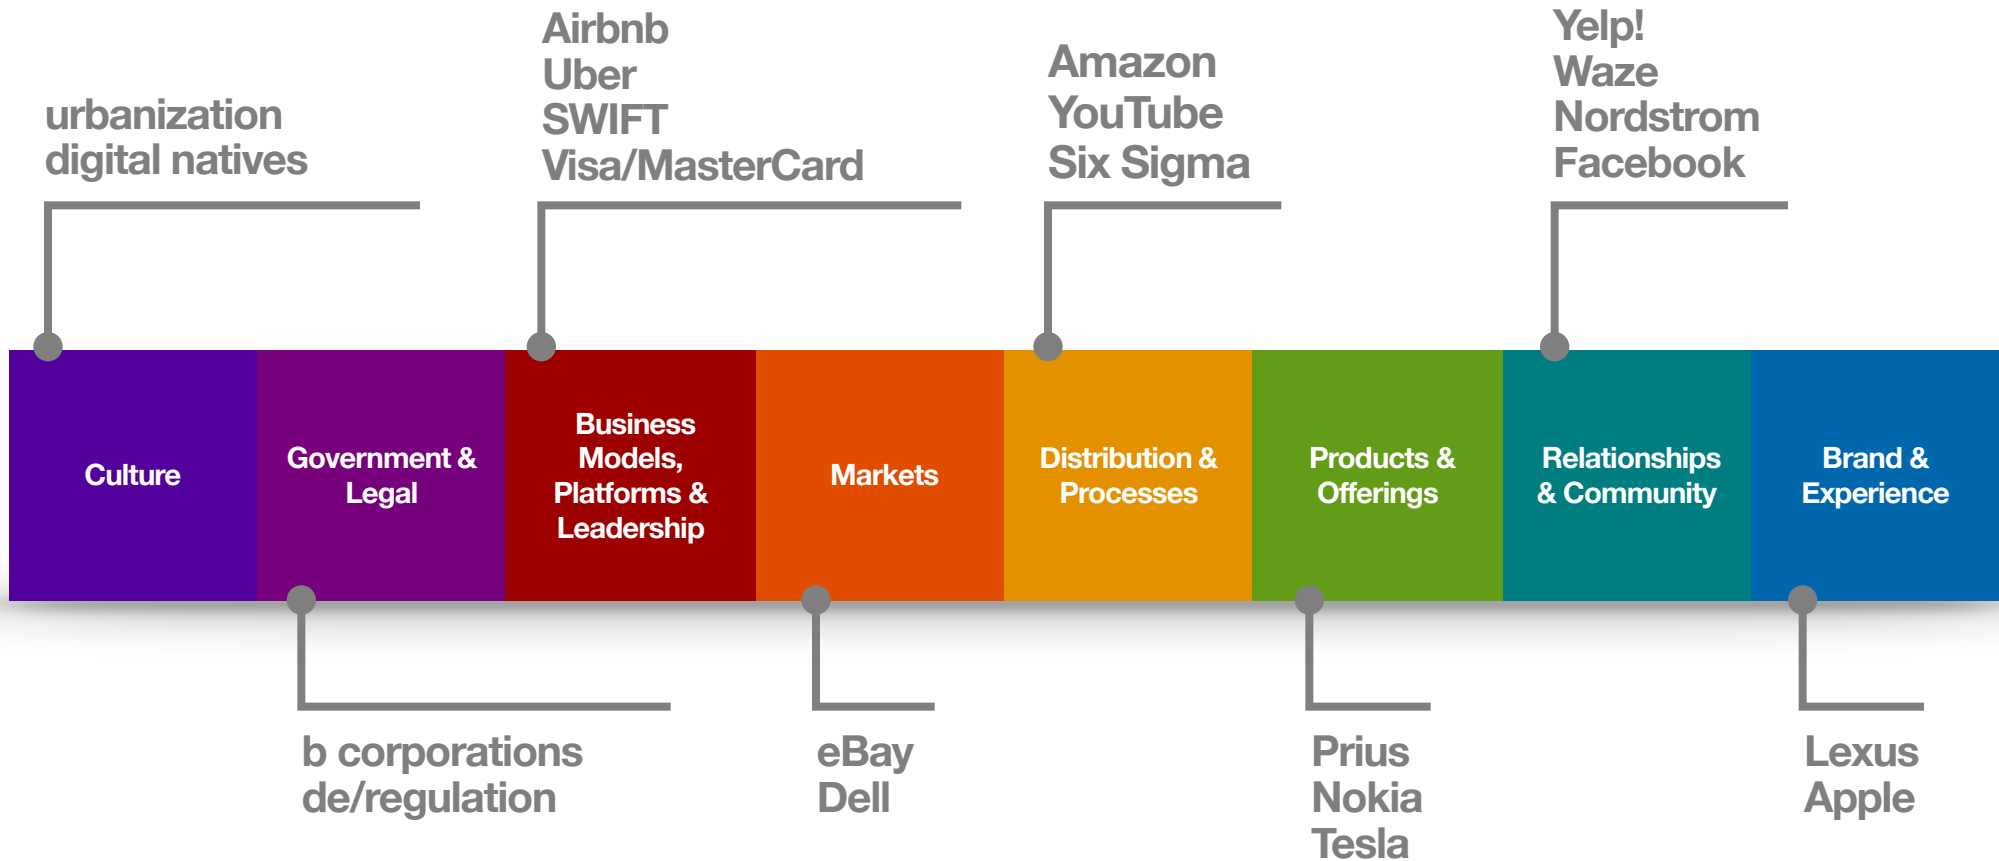 urbanization
digital natives
Airbnb
Uber
SWIFT
Visa/MasterCard
Amazon
YouTube
Six Sigma
Yelp!
Waze
Nordstrom
Facebook
Culture
Government &
Legal
Business
Models,
Platforms &
Leadership
Markets
Distribution &
Processes
Products &
Offerings
Relationships
& Community
Brand &
Experience
b corporations
de/regulation
eBay
Dell
Prius
Nokia
Tesla
Lexus
Apple